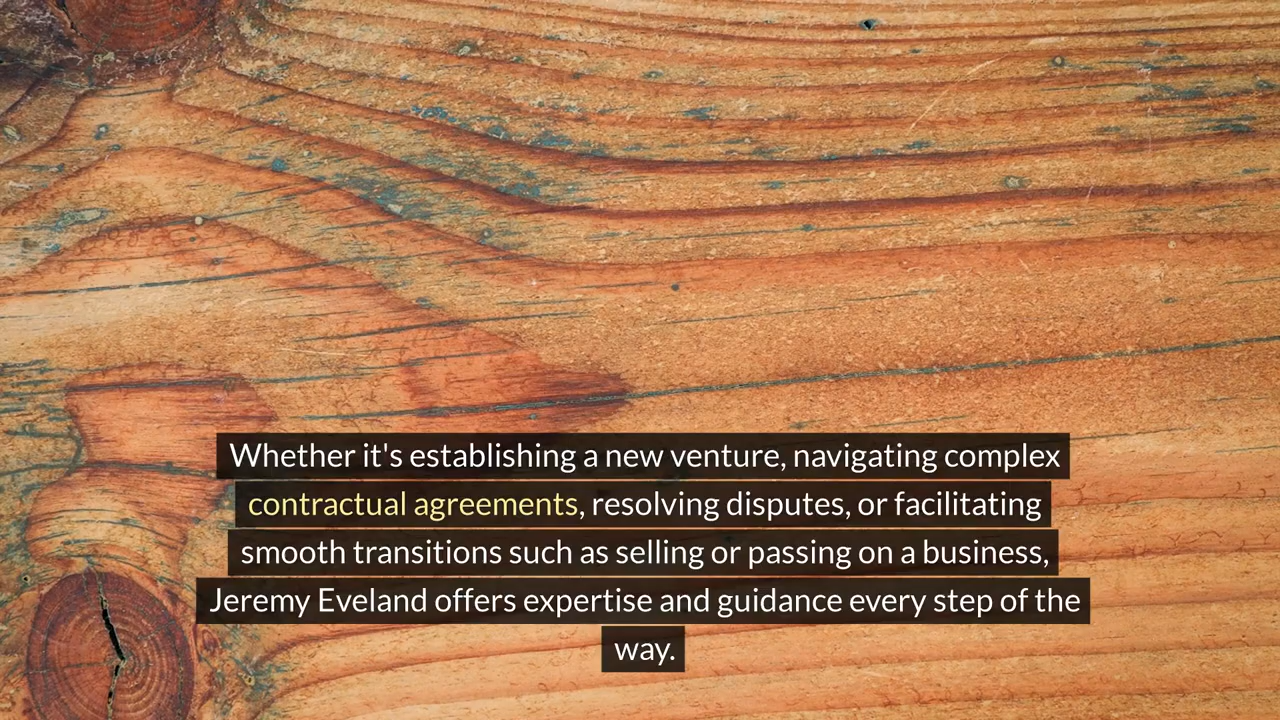 Whether it's establishing a new venture, navigating complex
contractual agreements, resolving disputes, or facilitating
smooth transitions such as selling or passing on a business,
Jeremy Eveland offers expertise and guidance every step of the
way.